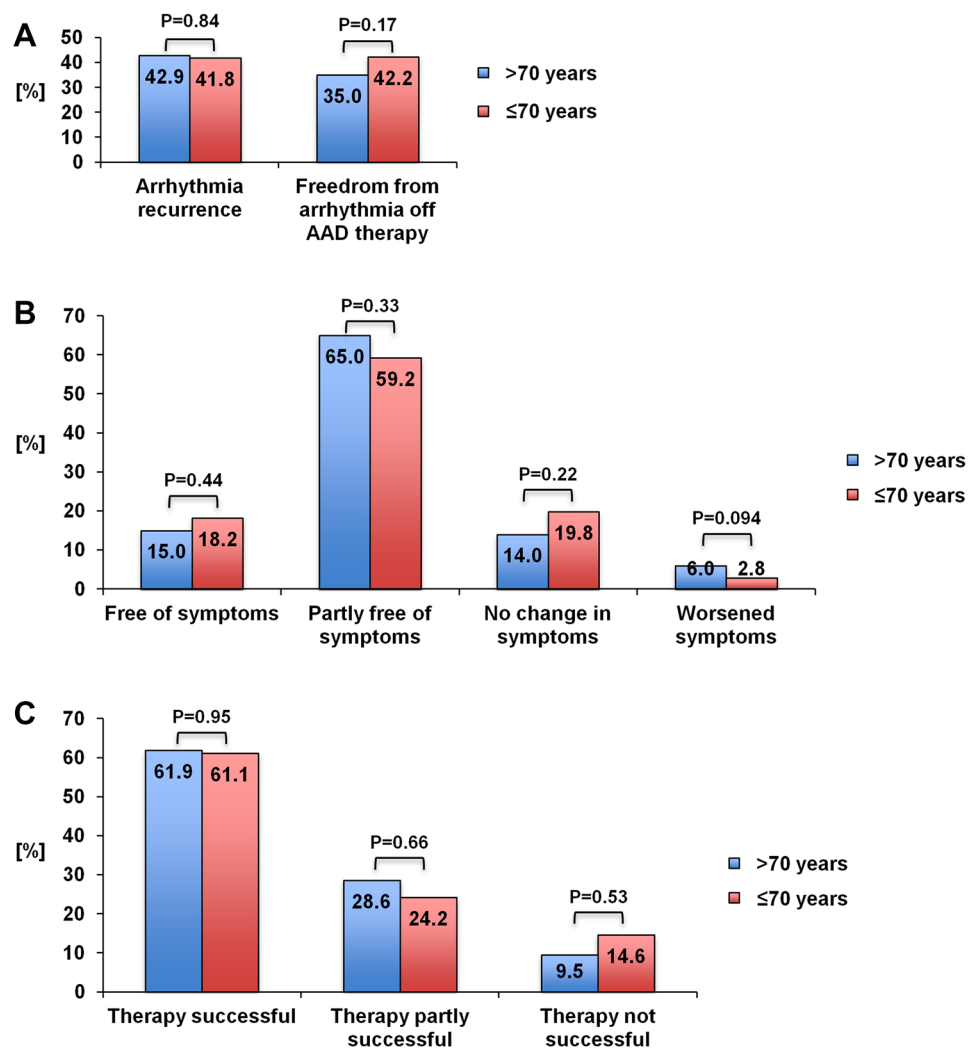 A
P=0.84
P=0.17
50
40
30
20
10
0
[%]
42.9
41.8
35.0
42.2
>70 years
≤70 years
Arrhythmia
recurrence
Freedrom from
arrhythmia off
AAD therapy
B
P=0.33
70
60
50
40
30
20
10
0
[%]
P=0.44
P=0.22
P=0.094
15.0
18.2
65.0
59.2
14.0
19.8
6.0
2.8
>70 years
≤70 years
Free of symptoms
Partly free of
symptoms
No change in
symptoms
Worsened
symptoms
C
P=0.95
70
60
50
40
30
20
10
0
[%]
P=0.66
P=0.53
61.9
61.1
28.6
24.2
9.5
14.6
>70 years
≤70 years
Therapy successful
Therapy partly
successful
Therapy not
successful